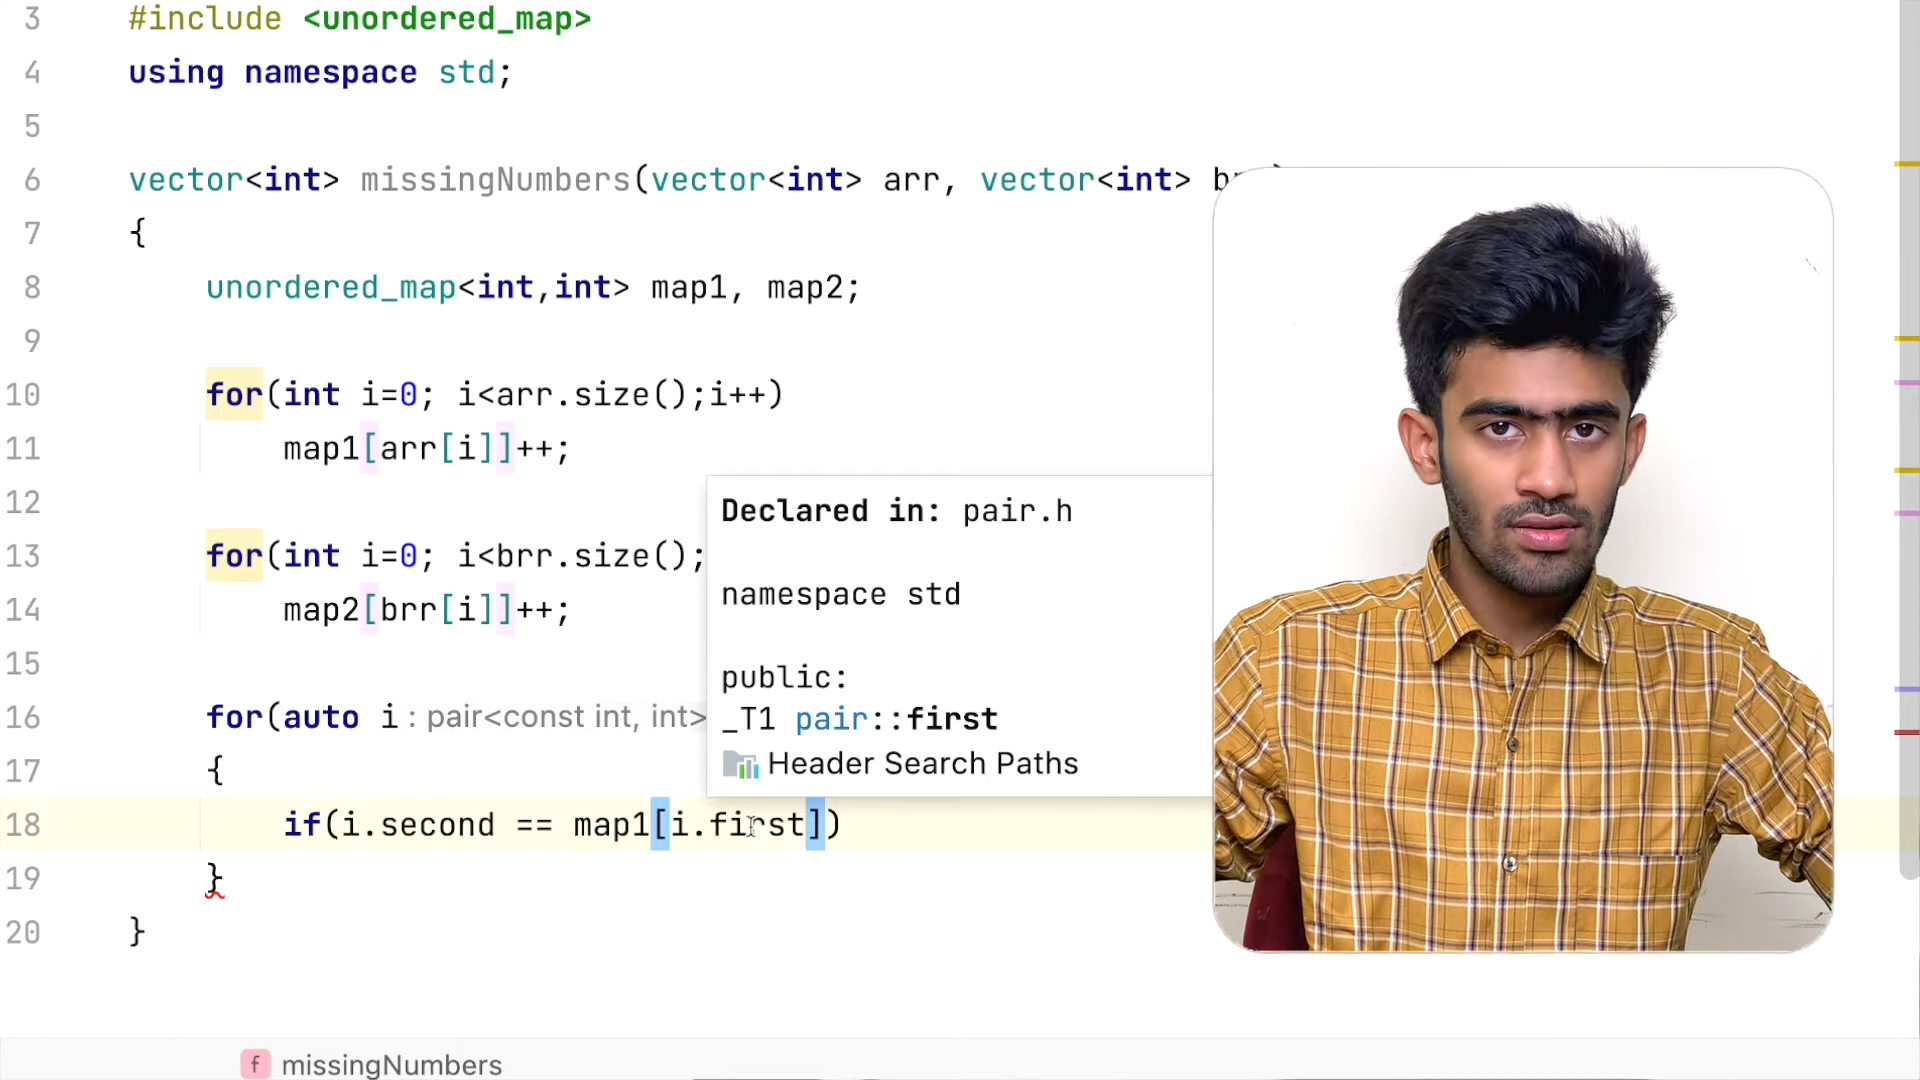 3 #include <unordered_map>
4 using namespace std;
5
6 vector<int> missingNumbers(vector<int> arr, vector<int>
7 {
8 unordered_map<int,int> map1, map2;
9
10 for(int i=0; i<arr.size();i++)
11 map1[arr[i]]++;
12
13 for(int i=0; i<brr.size();
14 map2[brr[i]]++;
15
16 for(auto i : pair<const int, int>
17 {
18 if(i.second == map1[i.first])
19 }
20 }
Declared in: pair.h
namespace std
public:
_T1 pair::first
Header Search Paths
f missingNumbers